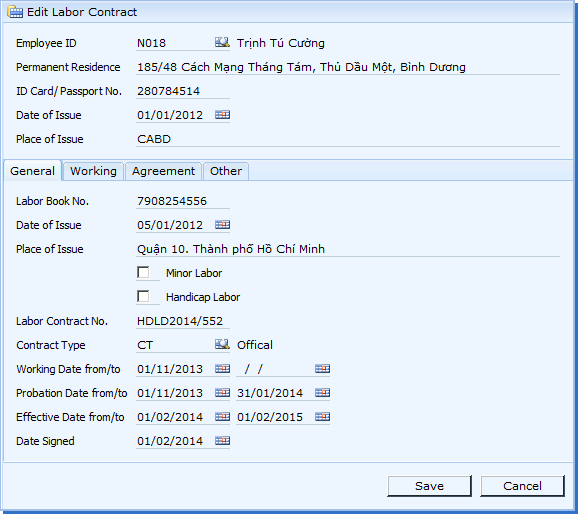 Edit Labor Contract
Employee ID N018 Trịnh Tú Cường
Permanent Residence 185/48 Cách Mạng Tháng Tám, Thủ Dầu Một, Bình Dương
ID Card/ Passport No. 280784514
Date of Issue 01/01/2012
Place of Issue CABD
General Working Agreement Other
Labor Book No. 7908254556
Date of Issue 05/01/2012
Place of Issue Quận 10. Thành phố Hồ Chí Minh
Minor Labor
Handicap Labor
Labor Contract No. HDLD2014/552
Contract Type CT Offical
Working Date from/to 01/11/2013 / /
Probation Date from/to 01/11/2013 31/01/2014
Effective Date from/to 01/02/2014 01/02/2015
Date Signed 01/02/2014
Save Cancel